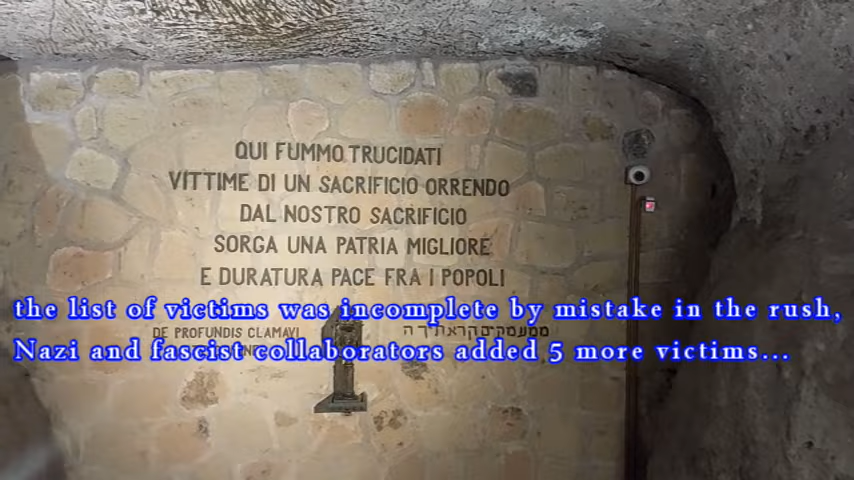 QUI FUMMO TRUCIDATI
VITTIME DI UN SACRIFICIO ORRENDO
DAL NOSTRO SACRIFICIO
SORGA UNA PATRIA MIGLIORE
E DURATURA PACE FRA I POPOLI
the list of victims was incomplete by mistake in the rush,
DE PROFUNDIS CLAMAVI
ממעמקים קראתיך ה
Nazi and fascist collaborators added 5 more victims...